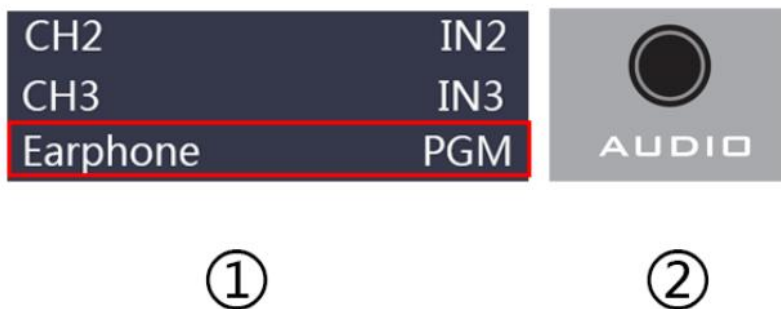 CH2 IN2
CH3 IN3
Earphone PGM
AUDIO
① ②